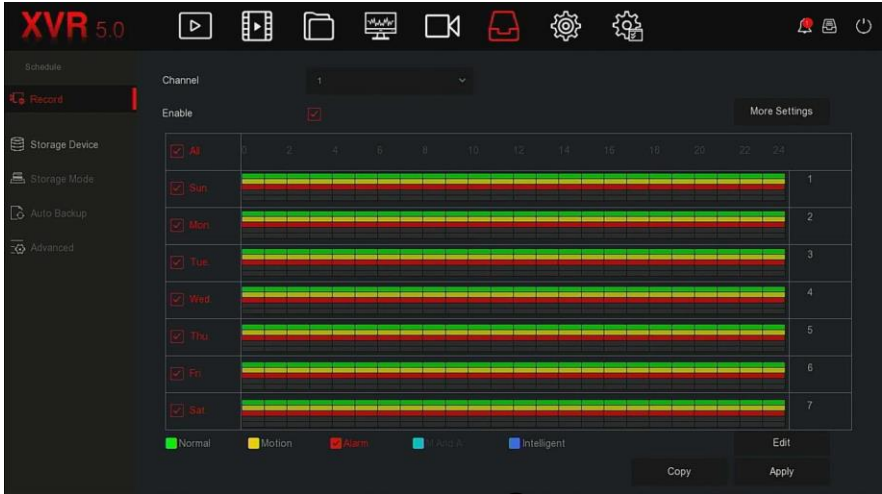 XVR 5.0
Schedule
Record
Storage Device
Storage Mode
Auto Backup
Advanced
Channel 1
Enable
More Settings
All 0 2 4 6 8 10 12 14 16 18 20 22 24
Sun 1
Mon. 2
Tue. 3
Wed 4
Thu 5
Fri 6
Sat 7
Normal Motion Alarm M And A Intelligent Edit
Copy Apply